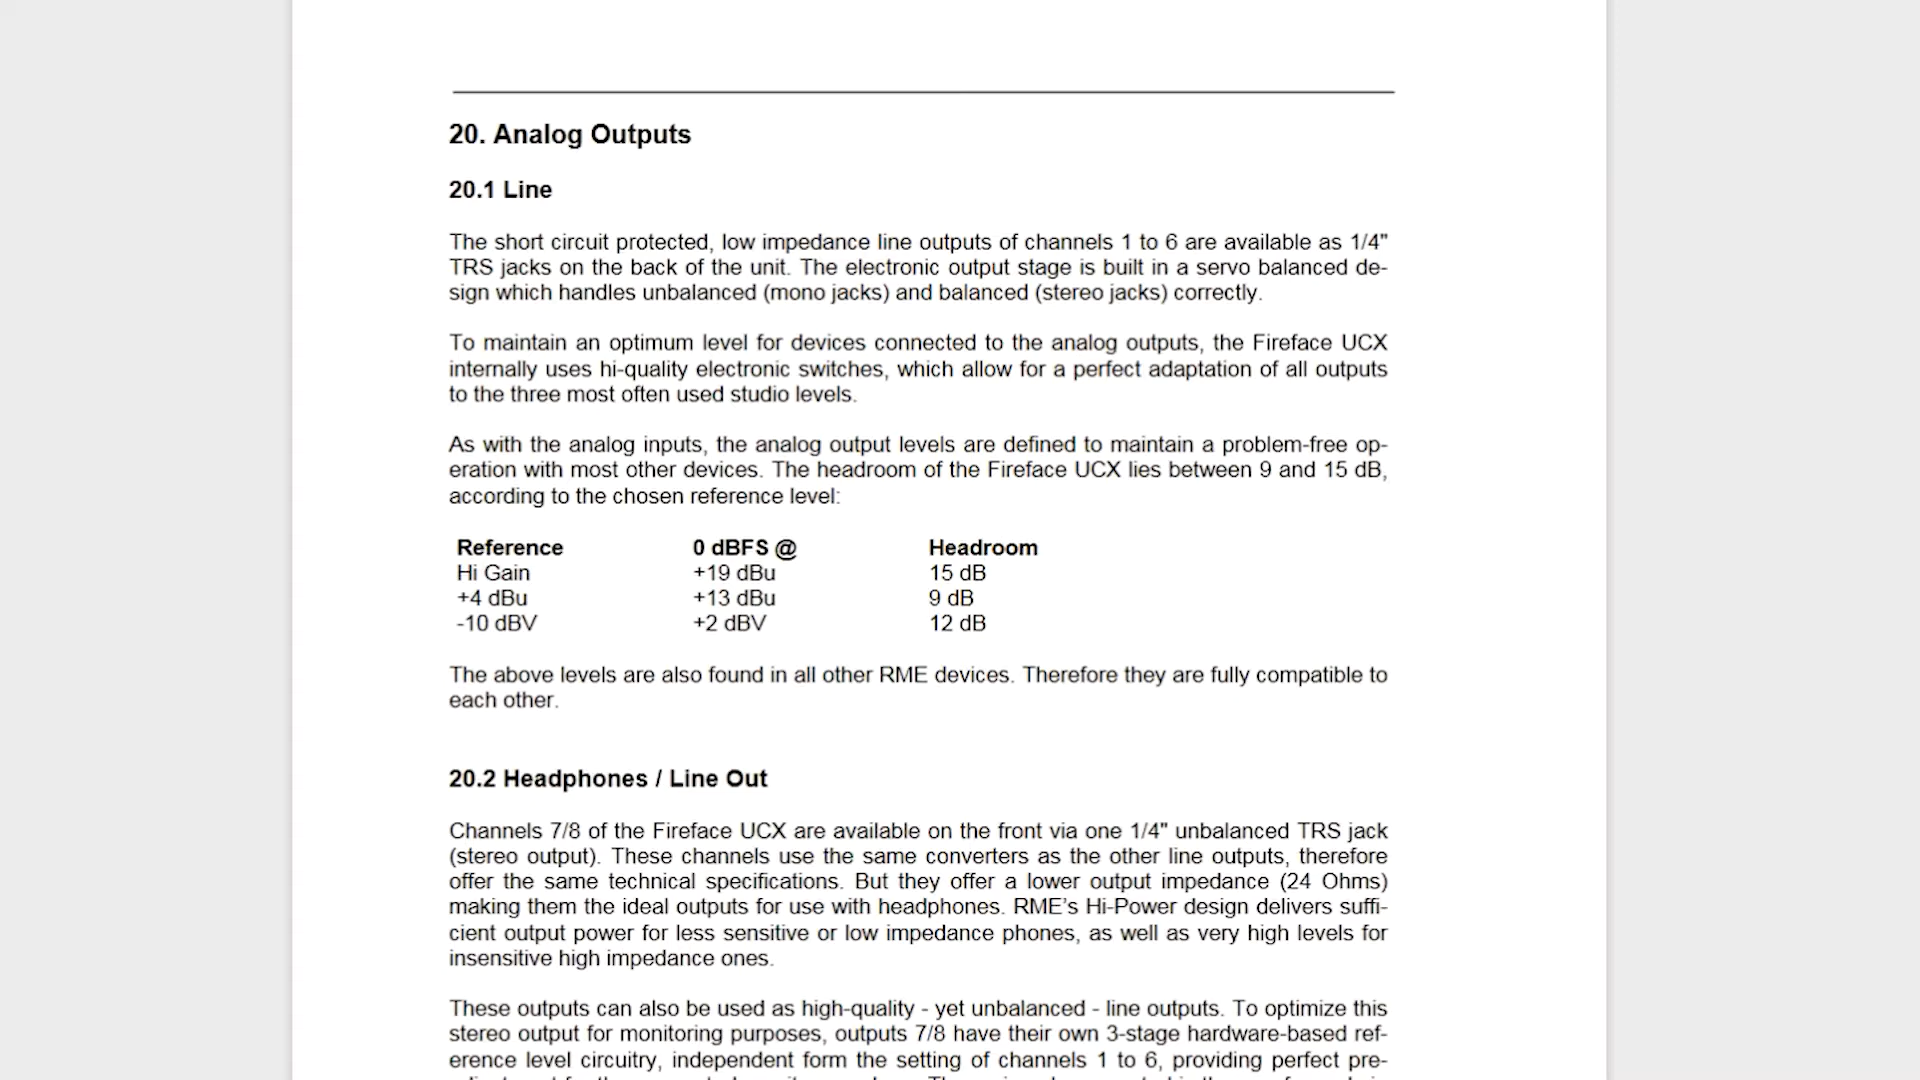 20. Analog Outputs
20.1 Line
The short circuit protected, low impedance line outputs of channels 1 to 6 are available as 1/4"
TRS jacks on the back of the unit. The electronic output stage is built in a servo balanced de-
sign which handles unbalanced (mono jacks) and balanced (stereo jacks) correctly.
To maintain an optimum level for devices connected to the analog outputs, the Fireface UCX
internally uses hi-quality electronic switches, which allow for a perfect adaptation of all outputs
to the three most often used studio levels.
As with the analog inputs, the analog output levels are defined to maintain a problem-free op-
eration with most other devices. The headroom of the Fireface UCX lies between 9 and 15 dB,
according to the chosen reference level:
Reference 0 dBFS @ Headroom
Hi Gain +19 dBu 15 dB
+4 dBu +13 dBu 9 dB
-10 dBV +2 dBV 12 dB
The above levels are also found in all other RME devices. Therefore they are fully compatible to
each other.
20.2 Headphones / Line Out
Channels 7/8 of the Fireface UCX are available on the front via one 1/4" unbalanced TRS jack
(stereo output). These channels use the same converters as the other line outputs, therefore
offer the same technical specifications. But they offer a lower output impedance (24 Ohms)
making them the ideal outputs for use with headphones. RME's Hi-Power design delivers suffi-
cient output power for less sensitive or low impedance phones, as well as very high levels for
insensitive high impedance ones.
These outputs can also be used as high-quality - yet unbalanced - line outputs. To optimize this
stereo output for monitoring purposes, outputs 7/8 have their own 3-stage hardware-based ref-
erence level circuitry, independent form the setting of channels 1 to 6, providing perfect pre-